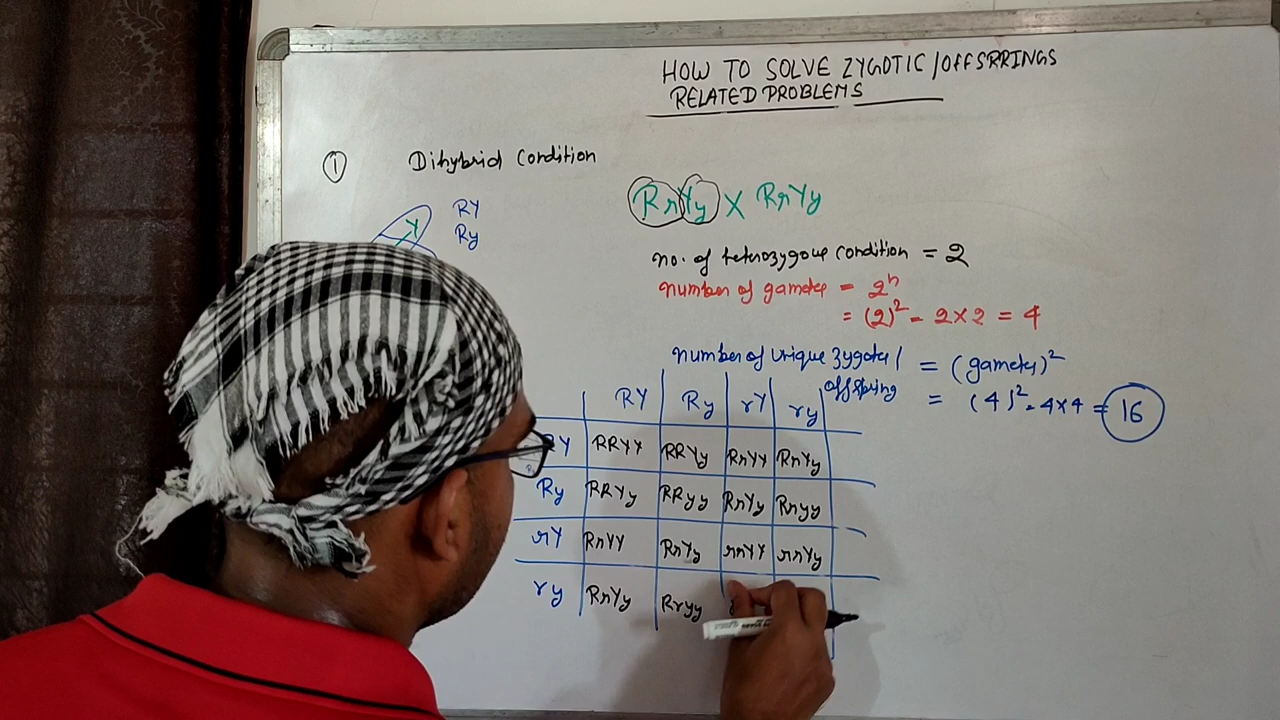 HOW TO SOLVE ZYGOTIC/OFFSRRINGS
RELATED PROBLEMS
① Dihybrid Condition
RY
Ry
Y
RrYy X RrYy
no. of heterozygous condition = 2
number of gametes = 2ⁿ
= (2)² = 2×2 = 4
number of unique zygotes/ = (gametes)²
offspring = (4)² = 4×4 = 16
RY Ry rY ry
RY RRYY RRYy RrYY RrYy
Ry RRYy RRyy RrYy Rryy
rY RrYY RrYy rrYY rrYy
ry RrYy Rryy